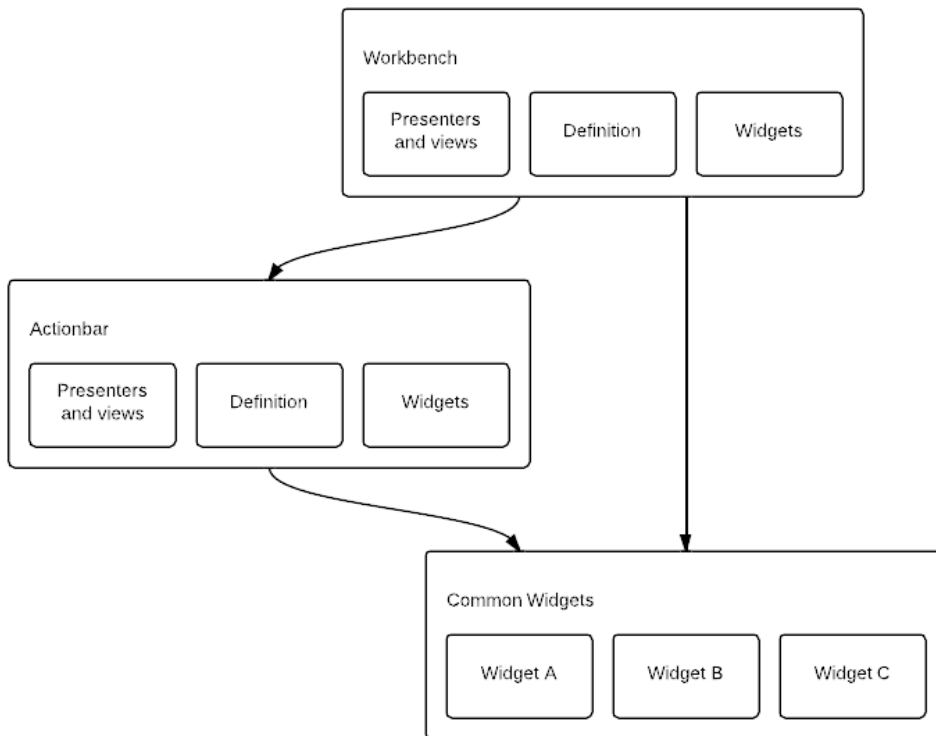 Workbench
Presenters
and views
Definition
Widgets
Actionbar
Presenters
and views
Definition
Widgets
Common Widgets
Widget A
Widget B
Widget C